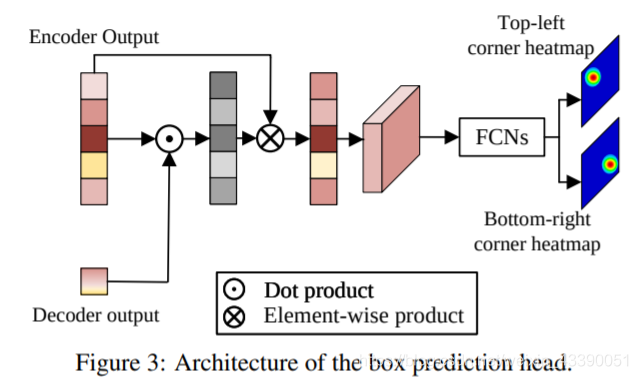 Top-left
corner heatmap
Encoder Output
FCNs
Bottom-right
corner heatmap
Decoder output
Dot product
Element-wise product
Figure 3: Architecture of the box prediction head.